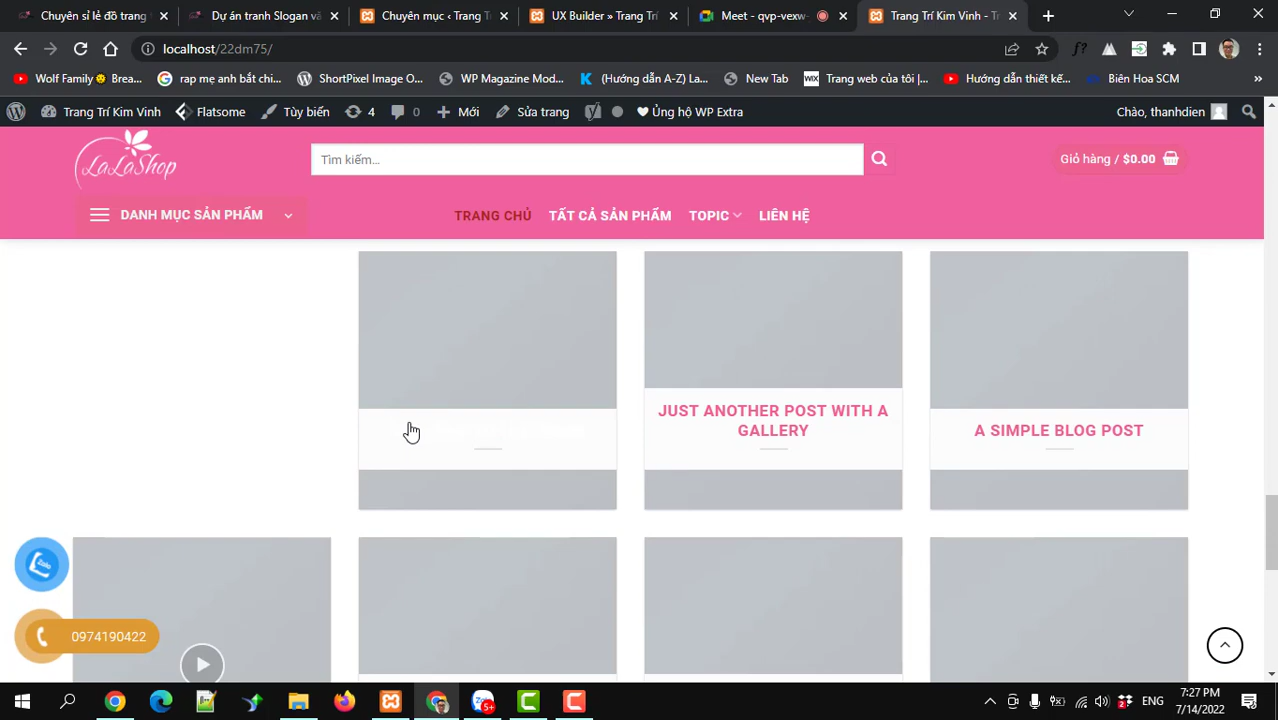 Chuyên sỉ lẻ đồ trang
Dự án tranh Slogan và
Chuyên mục ‹ Trang T
UX Builder » Trang Trí
Meet - qvp-vexw-
Trang Trí Kim Vinh - Tr
localhost/22dm75/
Wolf Family🙂 Brea...
rap mẹ anh bắt chi...
ShortPixel Image O...
WP Magazine Mod...
(Hướng dẫn A-Z) La...
New Tab
WIX
Trang web của tôi |...
Hướng dẫn thiết kế...
Biên Hoa SCM
»
Trang Trí Kim Vinh
Flatsome
Tùy biến
4
0
Mới
Sửa trang
Ủng hộ WP Extra
Chào, thanhdien
LaLaShop
Tìm kiếm...
Giỏ hàng / $0.00
DANH MỤC SẢN PHẨM
TRANG CHỦ
TẤT CẢ SẢN PHẨM
TOPIC
LIÊN HỆ
JUST ANOTHER POST WITH A
GALLERY
A SIMPLE BLOG POST
Zalo
0974190422
Zalo
5+
ENG
7:27 PM
7/14/2022
2